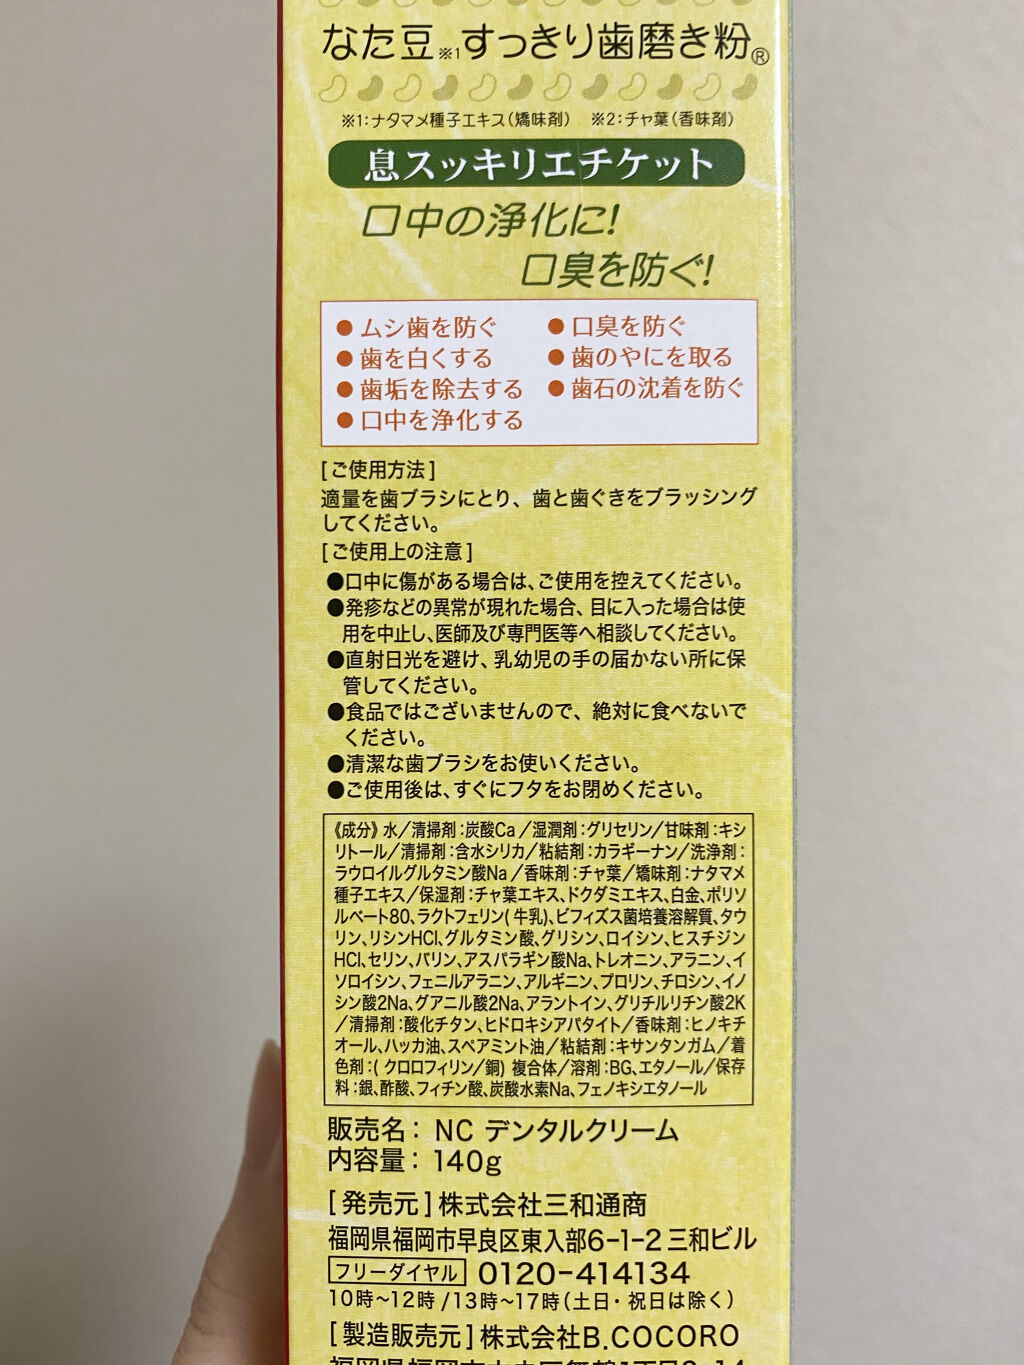 なた豆※1すっきり歯磨き粉®
※1:ナタマメ種子エキス(矯味剤) ※2:チャ葉(香味剤)
息スッキリエチケット
口中の浄化に!
口臭を防ぐ!
●ムシ歯を防ぐ ●口臭を防ぐ
●歯を白くする ●歯のやにを取る
●歯垢を除去する ●歯石の沈着を防ぐ
●口中を浄化する
[ご使用方法]
適量を歯ブラシにとり、歯と歯ぐきをブラッシング
してください。
[ご使用上の注意]
●口中に傷がある場合は、ご使用を控えてください。
●発疹などの異常が現れた場合、目に入った場合は使
用を中止し、医師及び専門医等へ相談してください。
●直射日光を避け、乳幼児の手の届かない所に保
管してください。
●食品ではございませんので、絶対に食べないで
ください。
●清潔な歯ブラシをお使いください。
●ご使用後は、すぐにフタをお閉めください。
《成分》水/清掃剤:炭酸Ca/湿潤剤:グリセリン/甘味剤:キシ
リトール/清掃剤:含水シリカ/粘結剤:カラギーナン/洗浄剤:
ラウロイルグルタミン酸Na/香味剤:チャ葉/矯味剤:ナタマメ
種子エキス/保湿剤:チャ葉エキス、ドクダミエキス、白金、ポリソ
ルベート80、ラクトフェリン(牛乳)、ビフィズス菌培養溶解質、タウ
リン、リシンHCl、グルタミン酸、グリシン、ロイシン、ヒスチジン
HCl、セリン、バリン、アスパラギン酸Na、トレオニン、アラニン、イ
ソロイシン、フェニルアラニン、アルギニン、プロリン、チロシン、イノ
シン酸2Na、グアニル酸2Na、アラントイン、グリチルリチン酸2K
/清掃剤:酸化チタン、ヒドロキシアパタイト/香味剤:ヒノキチ
オール、ハッカ油、スペアミント油/粘結剤:キサンタンガム/着
色剤:(クロロフィリン/銅)複合体/溶剤:BG、エタノール/保存
料:銀、酢酸、フィチン酸、炭酸水素Na、フェノキシエタノール
販売名:NC デンタルクリーム
内容量:140g
[発売元]株式会社三和通商
福岡県福岡市早良区東入部6-1-2三和ビル
フリーダイヤル 0120-414134
10時~12時/13時~17時(土日・祝日は除く)
[製造販売元]株式会社B.COCORO